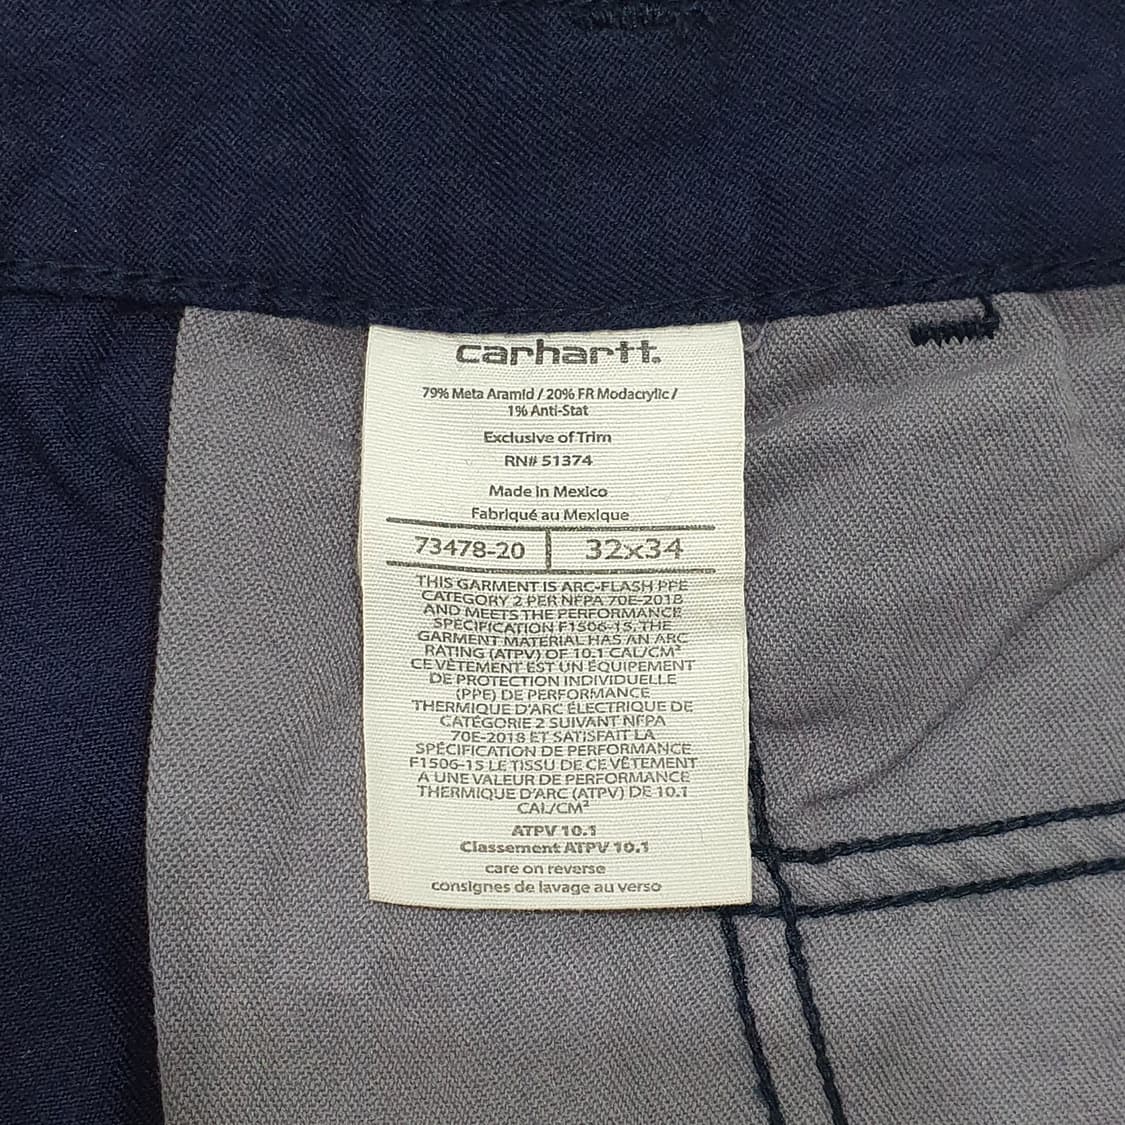 carhartt.
79% Meta Aramid / 20% FR Modacrylic /
1% Anti-Stat
Exclusive of Trim
RN# 51374
Made in Mexico
Fabriqué au Mexique
73478-20 32x34
THIS GARMENT IS ARC-FLASH PPE
CATEGORY 2 PER NFPA 70E-2018
AND MEETS THE PERFORMANCE
SPECIFICATION F1506-15. THE
GARMENT MATERIAL HAS AN ARC
RATING (ATPV) OF 10.1 CAL/CM²
CE VÊTEMENT EST UN ÉQUIPEMENT
DE PROTECTION INDIVIDUELLE
(PPE) DE PERFORMANCE
THERMIQUE D'ARC ÉLECTRIQUE DE
CATÉGORIE 2 SUIVANT NFPA
70E-2018 ET SATISFAIT LA
SPÉCIFICATION DE PERFORMANCE
F1506-15 LE TISSU DE CE VÊTEMENT
A UNE VALEUR DE PERFORMANCE
THERMIQUE D'ARC (ATPV) DE 10.1
CAL/CM²
ATPV 10.1
Classement ATPV 10.1
care on reverse
consignes de lavage au verso